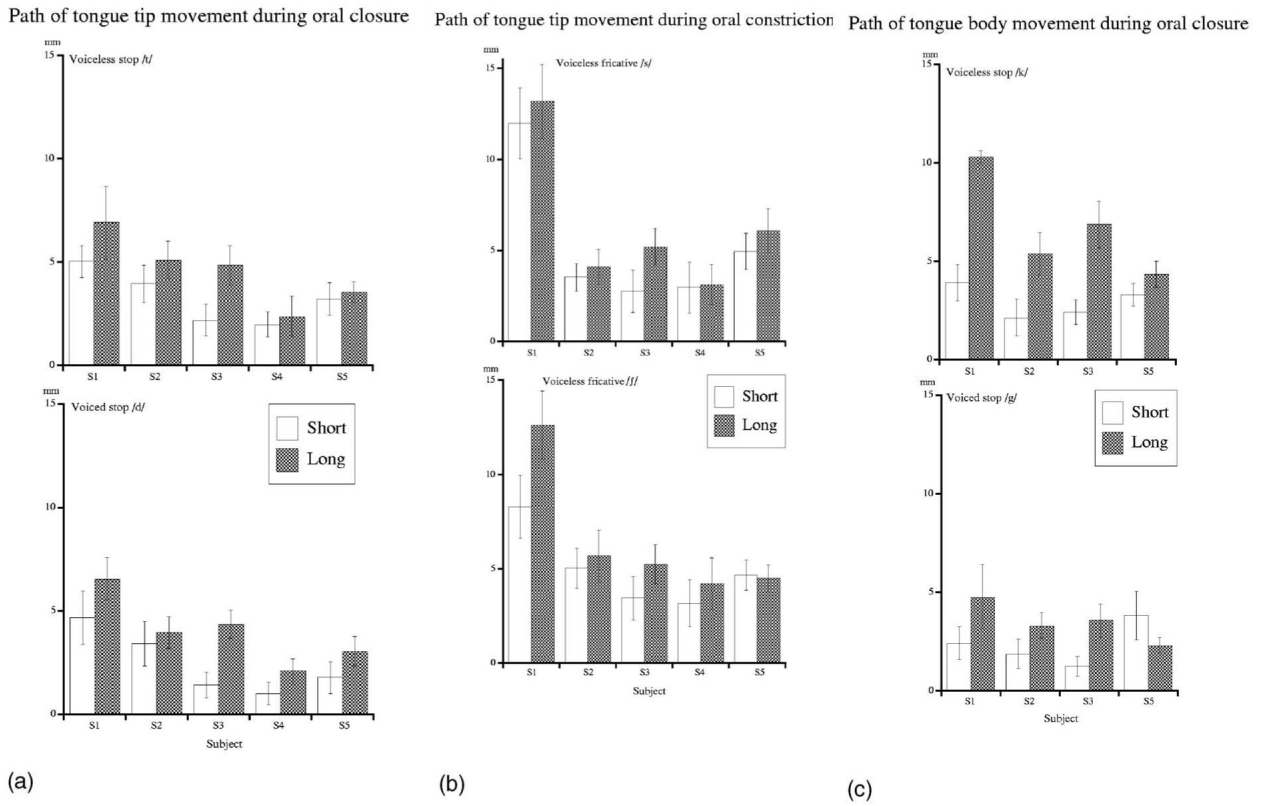 Path of tongue tip movement during oral closure
mm
15
Voiceless stop /t/
10
5
0
S1 S2 S3 S4 S5
mm
15
Voiced stop /d/
Short
Long
10
5
0
S1 S2 S3 S4 S5
Subject
(a)
Path of tongue tip movement during oral constriction
mm
15
Voiceless fricative /s/
10
5
0
S1 S2 S3 S4 S5
mm
15
Voiceless fricative /ʃ/
Short
Long
10
5
0
S1 S2 S3 S4 S5
Subject
(b)
Path of tongue body movement during oral closure
mm
15
Voiceless stop /k/
10
5
0
S1 S2 S3 S5
mm
15
Voiced stop /g/
Short
Long
10
5
0
S1 S2 S3 S5
Subject
(c)